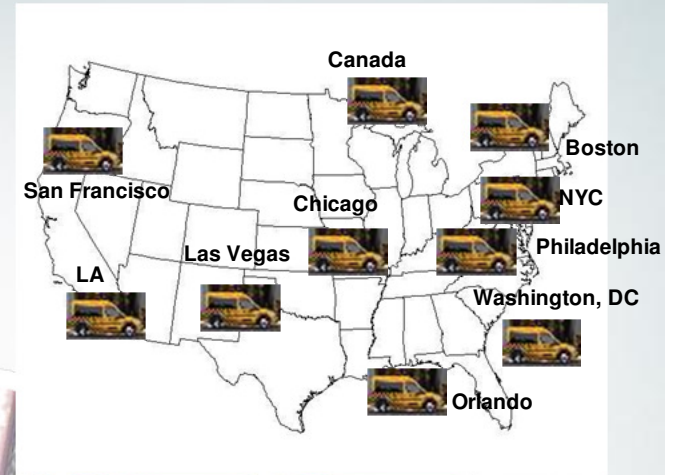 Canada
Boston
San Francisco
Chicago
NYC
Las Vegas
Philadelphia
LA
Washington, DC
Orlando